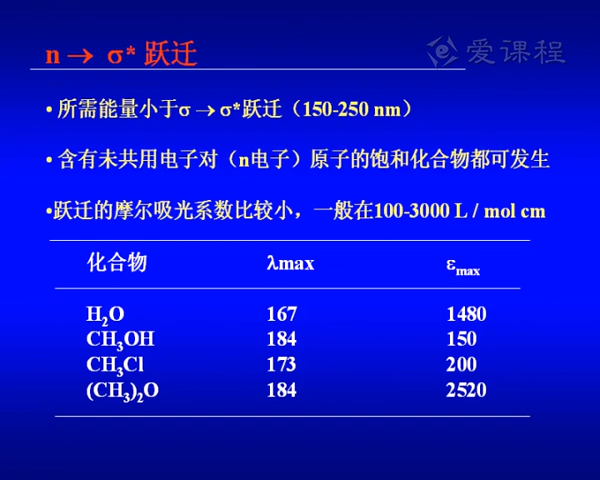 n → σ* 跃迁
爱课程
• 所需能量小于σ → σ*跃迁（150-250 nm）
• 含有未共用电子对（n电子）原子的饱和化合物都可发生
•跃迁的摩尔吸光系数比较小，一般在100-3000 L / mol cm
化合物 λmax εmax
H2O 167 1480
CH3OH 184 150
CH3Cl 173 200
(CH3)2O 184 2520